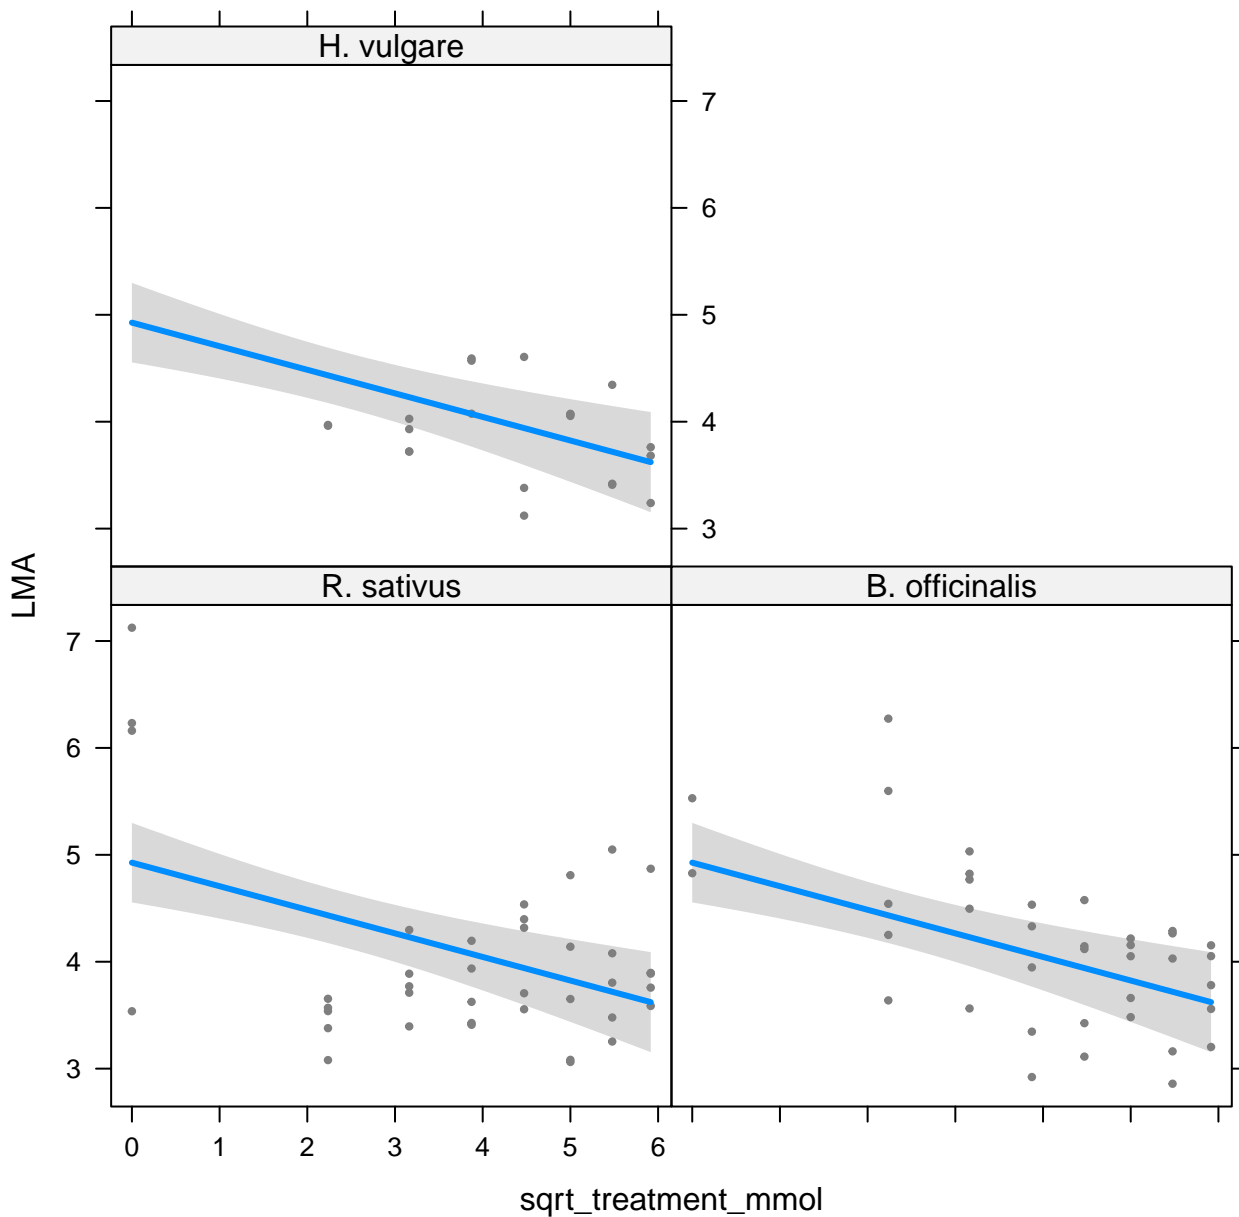 H. vulgare
7
6
5
4
3
LMA
R. sativus
B. officinalis
7
6
5
4
3
0 1 2 3 4 5 6
sqrt_treatment_mmol